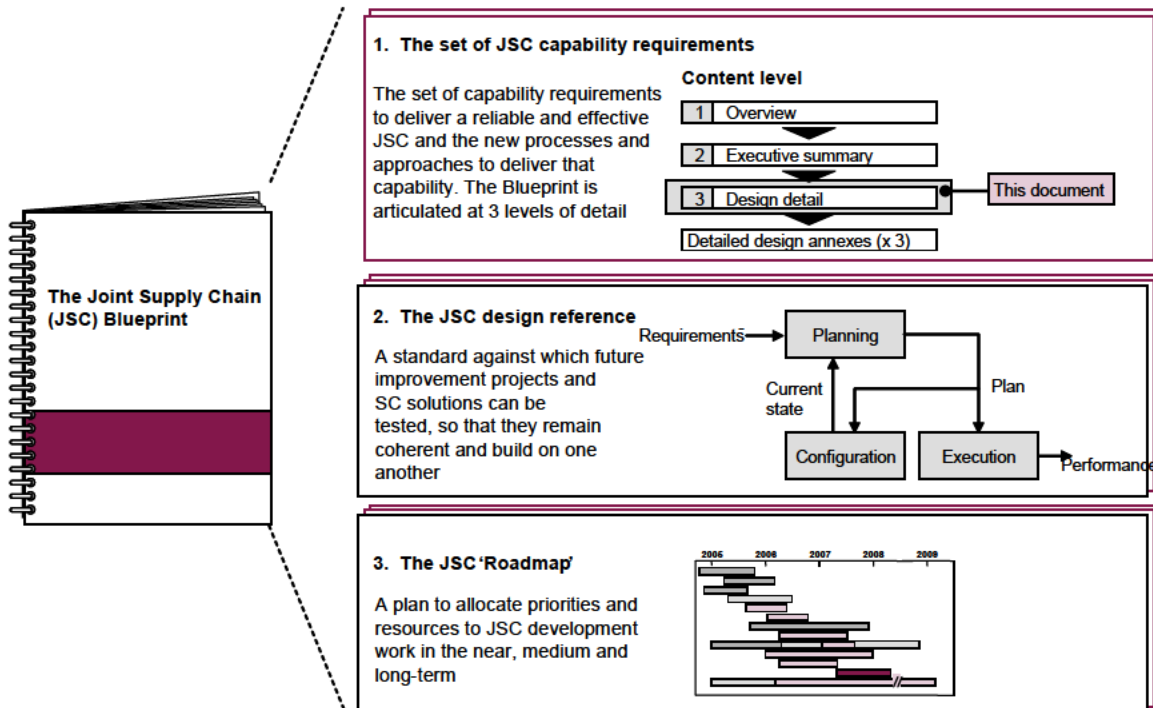 The Joint Supply Chain
(JSC) Blueprint
1. The set of JSC capability requirements
The set of capability requirements
to deliver a reliable and effective
JSC and the new processes and
approaches to deliver that
capability. The Blueprint is
articulated at 3 levels of detail
Content level
1 Overview
2 Executive summary
3 Design detail
This document
Detailed design annexes (x 3)
2. The JSC design reference
A standard against which future
improvement projects and
SC solutions can be
tested, so that they remain
coherent and build on one
another
Requirements
Planning
Current
state
Plan
Configuration
Execution
Performance
3. The JSC 'Roadmap'
A plan to allocate priorities and
resources to JSC development
work in the near, medium and
long-term
2005 2006 2007 2008 2009